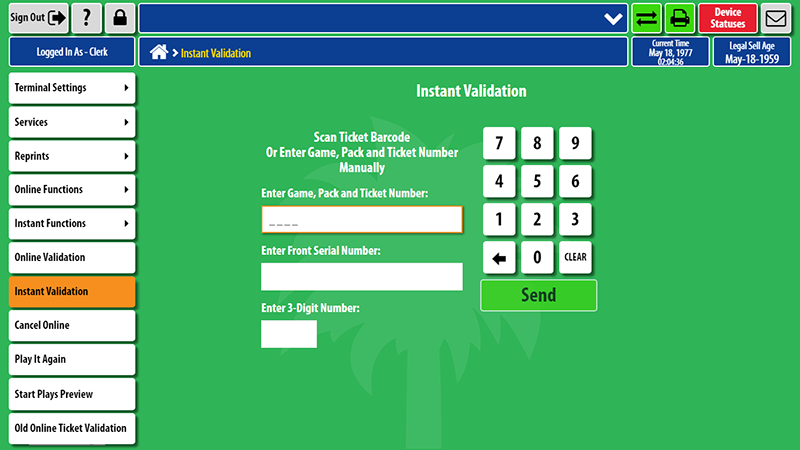 Sign Out
?
Device
Statuses
Logged In As - Clerk
Instant Validation
Current Time
May 18, 1977
02:04:36
Legal Sell Age
May-18-1959
Terminal Settings
Services
Reprints
Online Functions
Instant Functions
Online Validation
Instant Validation
Cancel Online
Play It Again
Start Plays Preview
Old Online Ticket Validation
Instant Validation
Scan Ticket Barcode
Or Enter Game, Pack and Ticket Number
Manually
Enter Game, Pack and Ticket Number:
_ _ _ _
Enter Front Serial Number:
Enter 3-Digit Number:
7 8 9
4 5 6
1 2 3
0 CLEAR
Send